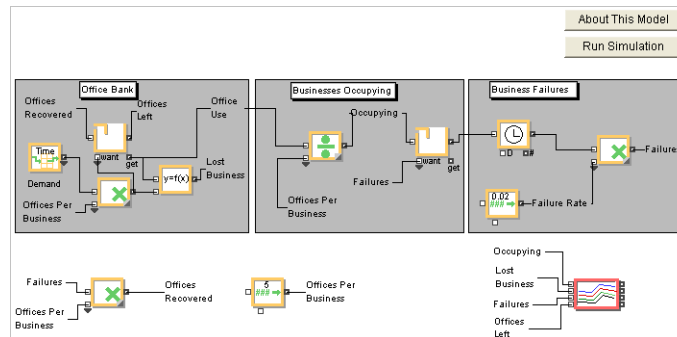 About This Model
Run Simulation
Office Bank
Businesses Occupying
Business Failures
Offices
Recovered
Offices
Left
Office
Use
Occupying
Time
want
get
Demand
y=f(x)
Lost
Business
Offices Per
Business
Offices Per
Business
want
get
Failures
D
#
Failure
0.02
###
Failure Rate
Failures
Offices Per
Business
Offices
Recovered
5
###
Offices Per
Business
Occupying
Lost
Business
Failures
Offices
Left